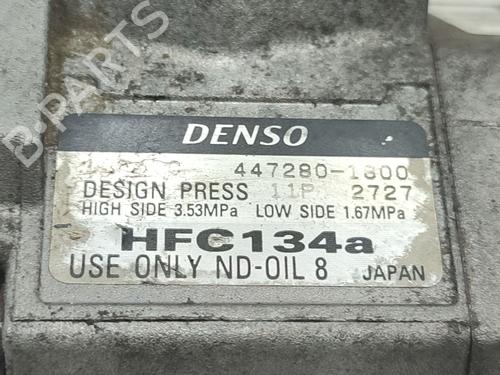 B-PARTS
DENSO
447280-1300
DESIGN PRESS 11P 2727
HIGH SIDE 3.53MPa LOW SIDE 1.67MPa
HFC134a
USE ONLY ND-OIL 8 JAPAN